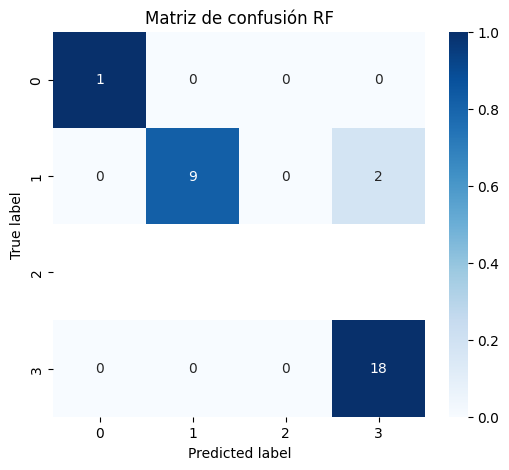 Matriz de confusión RF
0 1 0 0 0
1 0 9 0 2
2
3 0 0 0 18
0 1 2 3
True label
Predicted label
1.0
0.8
0.6
0.4
0.2
0.0